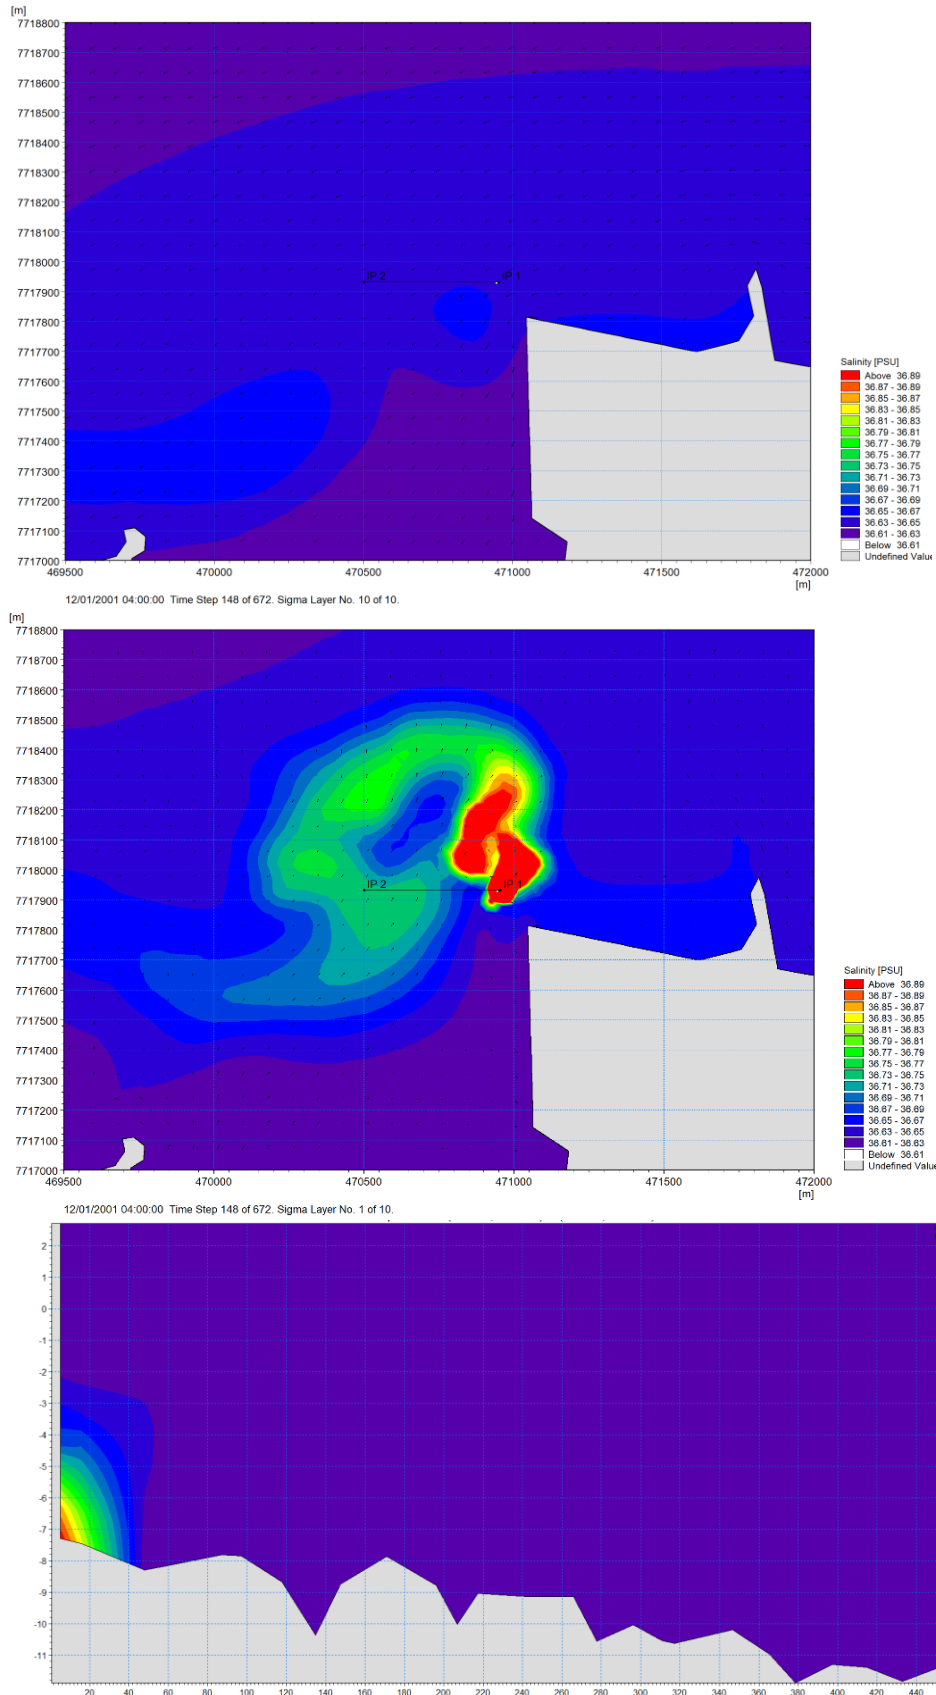 [m]
7718800
7718700
7718600
7718500
7718400
7718300
7718200
7718100
7718000
7717900
7717800
7717700
7717600
7717500
7717400
7717300
7717200
7717100
7717000
IP 2
IP 1
469500
470000
470500
471000
471500
472000
[m]
Salinity [PSU]
Above 36.89
36.87 - 36.89
36.85 - 36.87
36.83 - 36.85
36.81 - 36.83
36.79 - 36.81
36.77 - 36.79
36.75 - 36.77
36.73 - 36.75
36.71 - 36.73
36.69 - 36.71
36.67 - 36.69
36.65 - 36.67
36.63 - 36.65
36.61 - 36.63
Below 36.61
Undefined Value
12/01/2001 04:00:00 Time Step 148 of 672. Sigma Layer No. 10 of 10.
[m]
7718800
7718700
7718600
7718500
7718400
7718300
7718200
7718100
7718000
7717900
7717800
7717700
7717600
7717500
7717400
7717300
7717200
7717100
7717000
IP 2
IP 1
469500
470000
470500
471000
471500
472000
[m]
Salinity [PSU]
Above 36.89
36.87 - 36.89
36.85 - 36.87
36.83 - 36.85
36.81 - 36.83
36.79 - 36.81
36.77 - 36.79
36.75 - 36.77
36.73 - 36.75
36.71 - 36.73
36.69 - 36.71
36.67 - 36.69
36.65 - 36.67
36.63 - 36.65
36.61 - 36.63
Below 36.61
Undefined Value
12/01/2001 04:00:00 Time Step 148 of 672. Sigma Layer No. 1 of 10.
2
1
0
-1
-2
-3
-4
-5
-6
-7
-8
-9
-10
-11
20
40
60
80
100
120
140
160
180
200
220
240
260
280
300
320
340
360
380
400
420
440